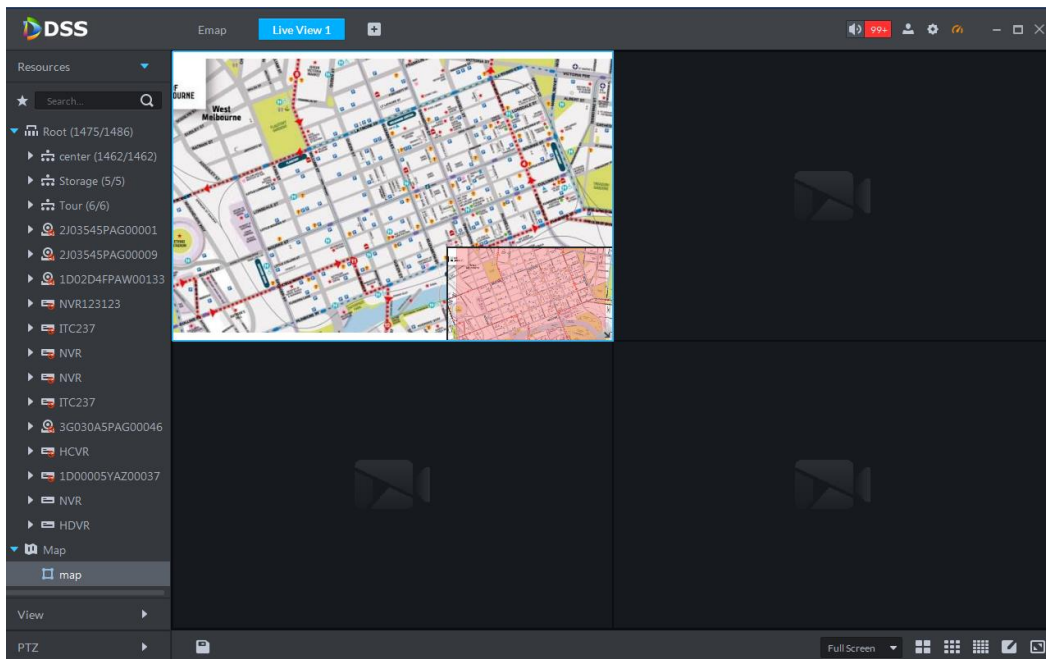 DSS
Emap
Live View 1
99+
Resources
Search...
Root (1475/1486)
center (1462/1462)
Storage (5/5)
Tour (6/6)
2J03545PAG00001
2J03545PAG00009
1D02D4FPAW00133
NVR123123
ITC237
NVR
NVR
ITC237
3G030A5PAG00046
HCVR
1D00005YAZ00037
NVR
HDVR
Map
map
View
PTZ
OURNE
West
Melbourne
Full Screen